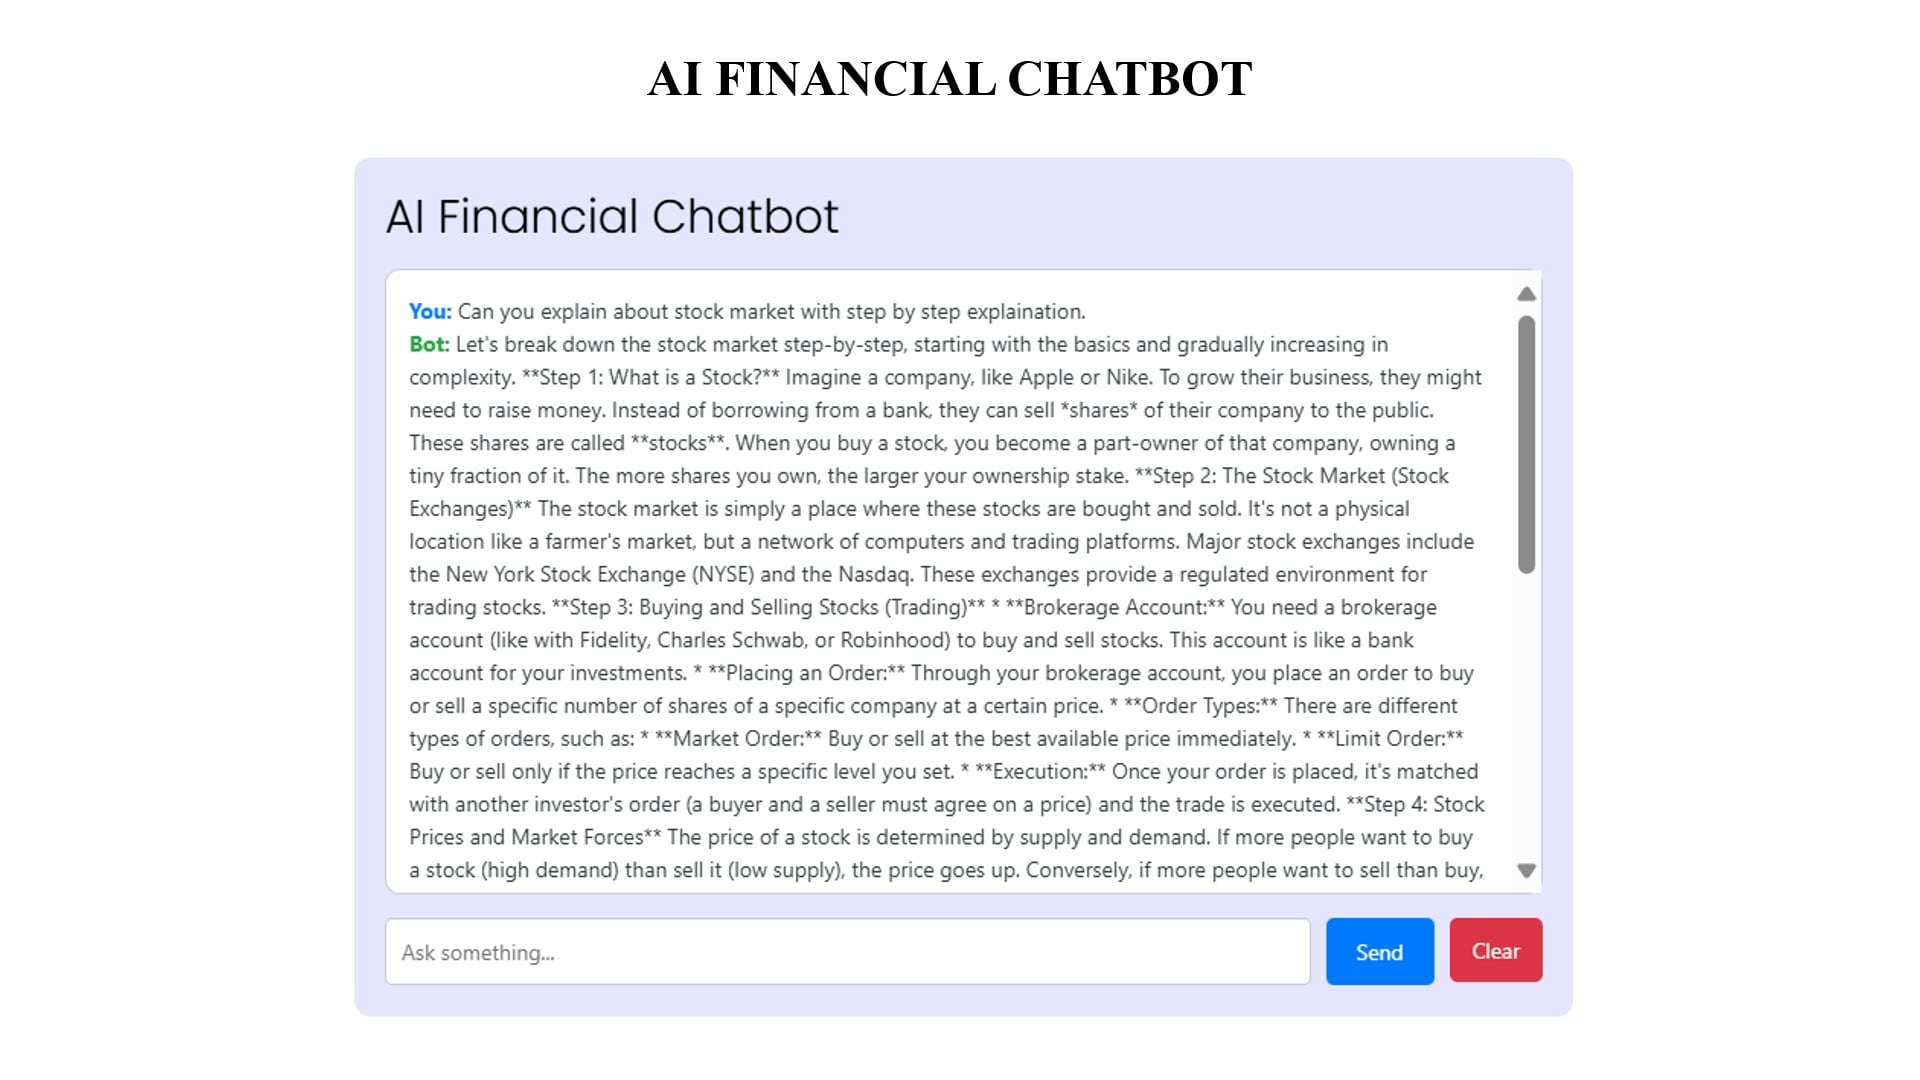 AI FINANCIAL CHATBOT
AI Financial Chatbot
You: Can you explain about stock market with step by step explaination.
Bot: Let's break down the stock market step-by-step, starting with the basics and gradually increasing in
complexity. **Step 1: What is a Stock?** Imagine a company, like Apple or Nike. To grow their business, they might
need to raise money. Instead of borrowing from a bank, they can sell *shares* of their company to the public.
These shares are called **stocks**. When you buy a stock, you become a part-owner of that company, owning a
tiny fraction of it. The more shares you own, the larger your ownership stake. **Step 2: The Stock Market (Stock
Exchanges)** The stock market is simply a place where these stocks are bought and sold. It's not a physical
location like a farmer's market, but a network of computers and trading platforms. Major stock exchanges include
the New York Stock Exchange (NYSE) and the Nasdaq. These exchanges provide a regulated environment for
trading stocks. **Step 3: Buying and Selling Stocks (Trading)** * **Brokerage Account:** You need a brokerage
account (like with Fidelity, Charles Schwab, or Robinhood) to buy and sell stocks. This account is like a bank
account for your investments. * **Placing an Order:** Through your brokerage account, you place an order to buy
or sell a specific number of shares of a specific company at a certain price. * **Order Types:** There are different
types of orders, such as: * **Market Order:** Buy or sell at the best available price immediately. * **Limit Order:**
Buy or sell only if the price reaches a specific level you set. * **Execution:** Once your order is placed, it's matched
with another investor's order (a buyer and a seller must agree on a price) and the trade is executed. **Step 4: Stock
Prices and Market Forces** The price of a stock is determined by supply and demand. If more people want to buy
a stock (high demand) than sell it (low supply), the price goes up. Conversely, if more people want to sell than buy,
Ask something...
Send
Clear